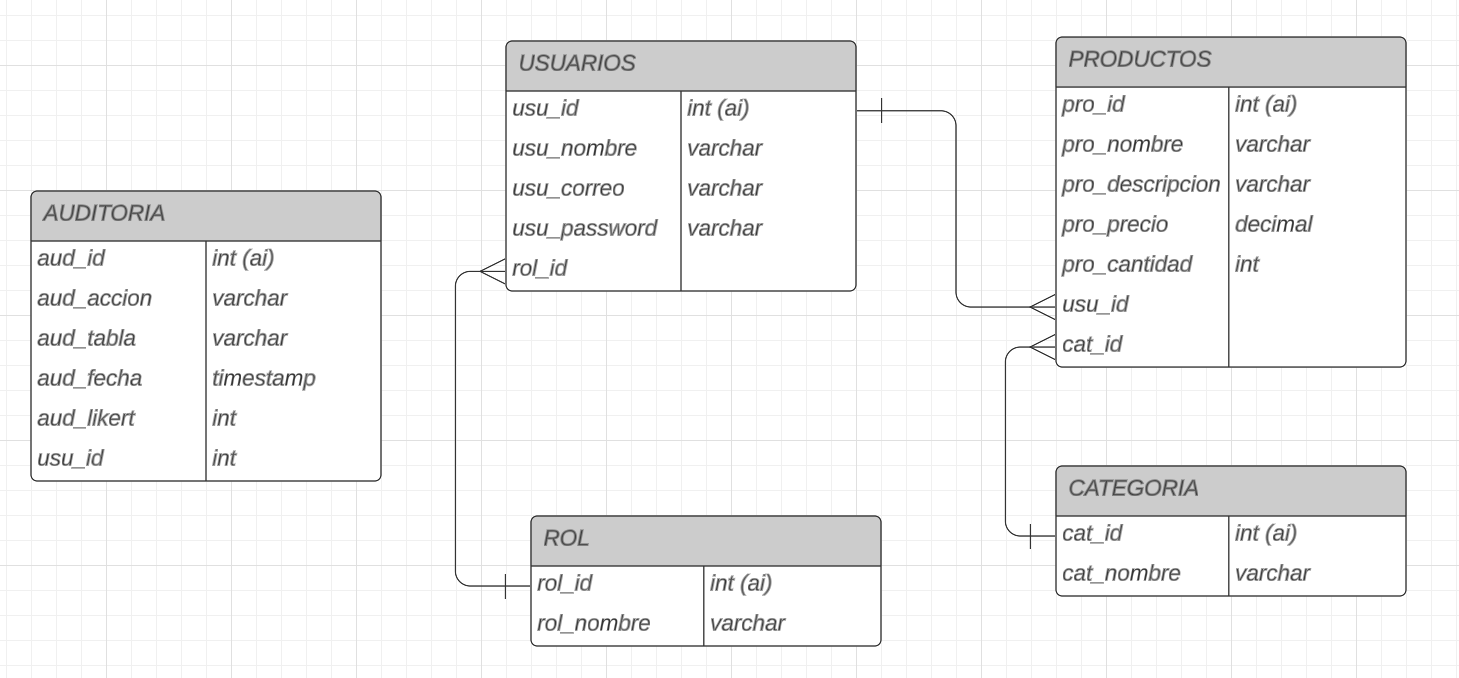 AUDITORIA
aud_id int (ai)
aud_accion varchar
aud_tabla varchar
aud_fecha timestamp
aud_likert int
usu_id int
USUARIOS
usu_id int (ai)
usu_nombre varchar
usu_correo varchar
usu_password varchar
rol_id
ROL
rol_id int (ai)
rol_nombre varchar
PRODUCTOS
pro_id int (ai)
pro_nombre varchar
pro_descripcion varchar
pro_precio decimal
pro_cantidad int
usu_id
cat_id
CATEGORIA
cat_id int (ai)
cat_nombre varchar